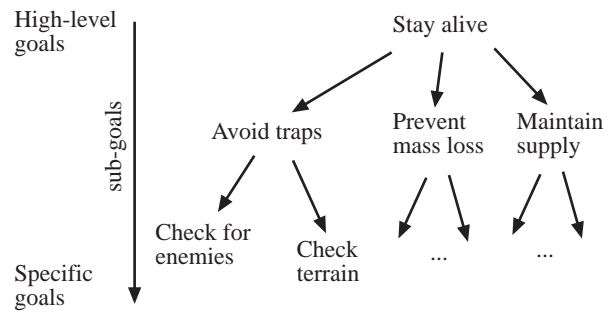 High-level
goals
Stay alive
sub-goals
Avoid traps
Prevent
mass loss
Maintain
supply
Check for
enemies
Check
terrain
...
...
Specific
goals